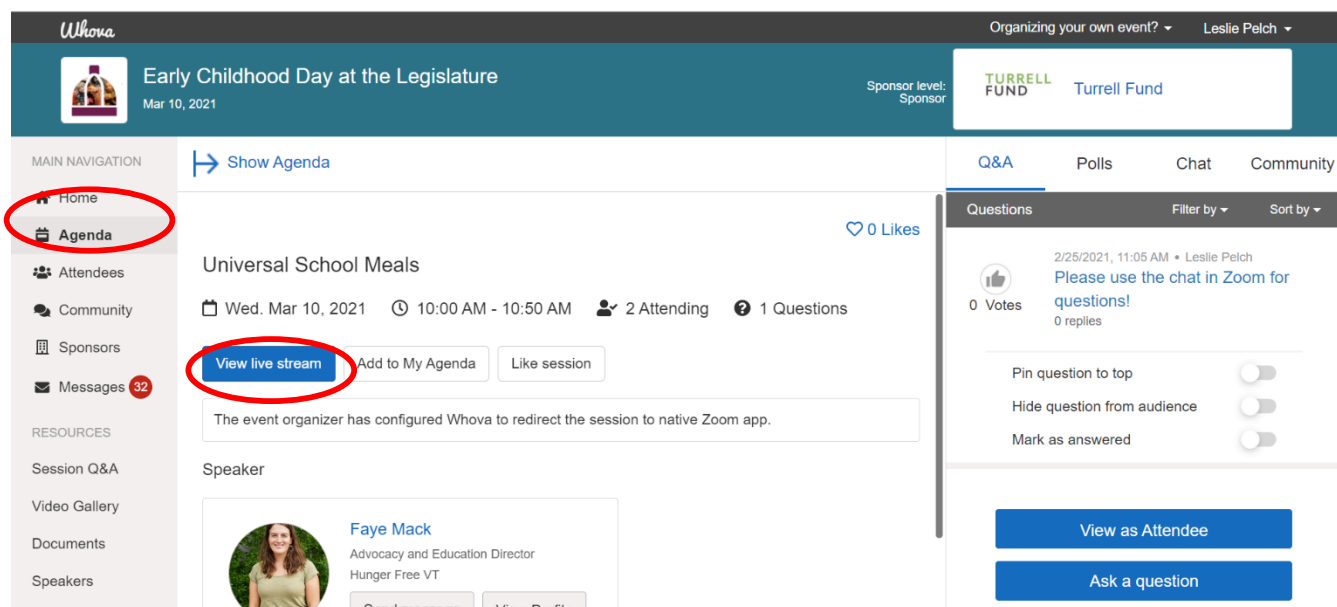 Whova
Organizing your own event?
Leslie Pelch
Early Childhood Day at the Legislature
Mar 10, 2021
Sponsor level:
Sponsor
TURRELL
FUND
Turrell Fund
MAIN NAVIGATION
Home
Agenda
Attendees
Community
Sponsors
Messages 32
RESOURCES
Session Q&A
Video Gallery
Documents
Speakers
Show Agenda
0 Likes
Universal School Meals
Wed. Mar 10, 2021 10:00 AM - 10:50 AM 2 Attending 1 Questions
View live stream Add to My Agenda Like session
The event organizer has configured Whova to redirect the session to native Zoom app.
Speaker
Faye Mack
Advocacy and Education Director
Hunger Free VT
Send message View Profile
Q&A Polls Chat Community
Questions Filter by Sort by
2/25/2021, 11:05 AM • Leslie Pelch
Please use the chat in Zoom for
questions!
0 Votes
0 replies
Pin question to top
Hide question from audience
Mark as answered
View as Attendee
Ask a question